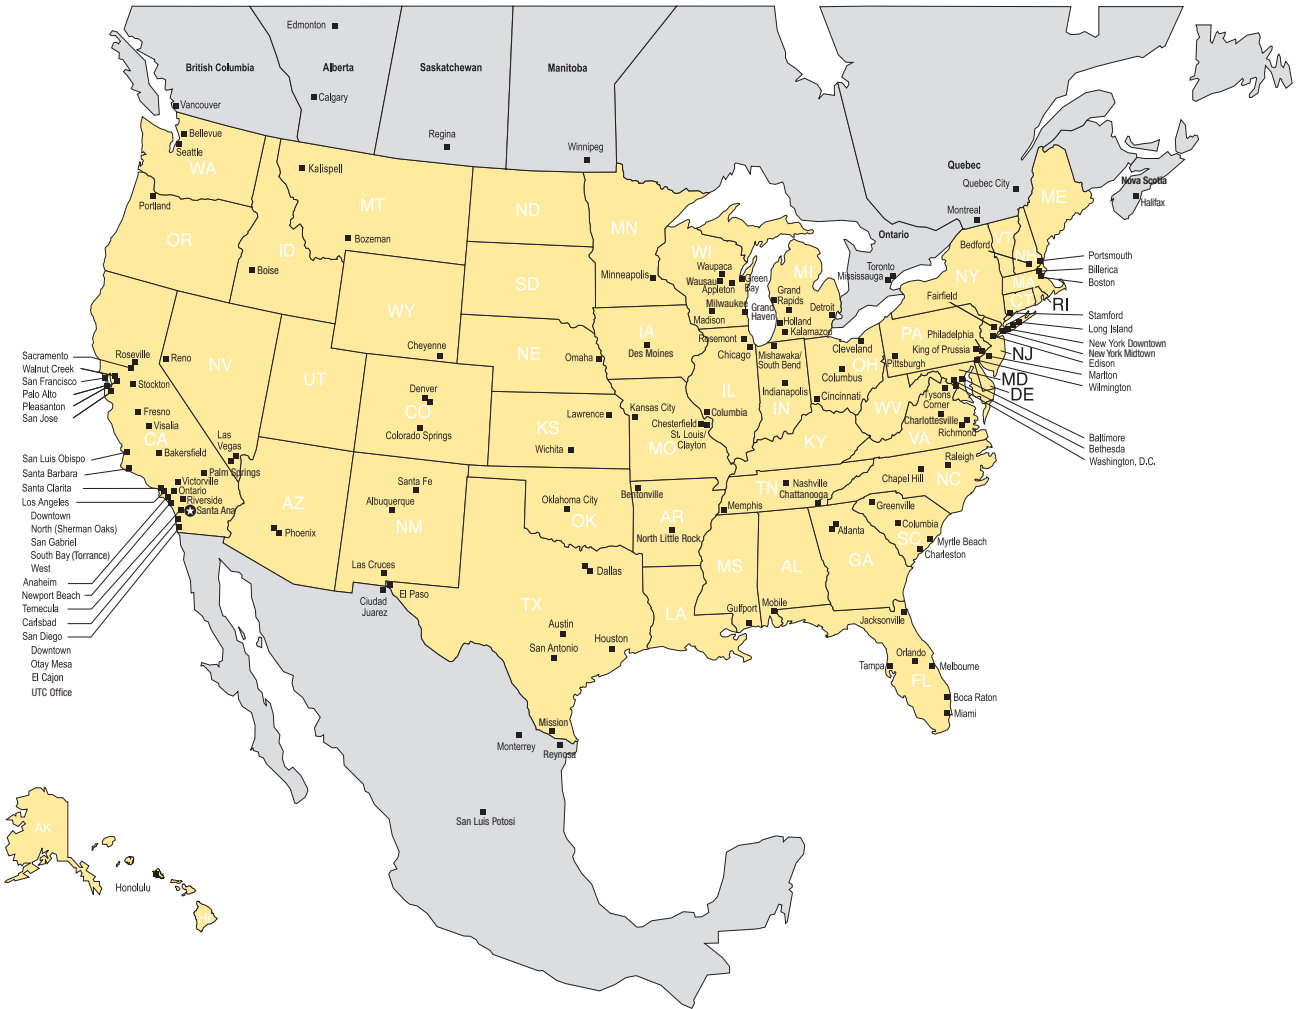 Edmonton
British Columbia
Alberta
Saskatchewan
Manitoba
Calgary
Vancouver
Regina
Winnipeg
Bellevue
Seattle
WA
Kalispell
Quebec
Quebec City
Nova Scotia
Halifax
ME
Portland
MT
ND
MN
Montreal
OR
ID
Bozeman
WI
Ontario
Bedford
VT
NH
Portsmouth
Boise
SD
Minneapolis
Waupaca
Wausau
Appleton
Green
Bay
MI
Toronto
Mississauga
NY
MA
Billerica
Boston
WY
Milwaukee
Madison
Grand
Haven
Grand
Rapids
Detroit
Holland
Kalamazoo
Fairfield
CT
RI
Stamford
Long Island
New York Downtown
New York Midtown
Edison
Marlton
Wilmington
IA
Des Moines
Rosemont
Chicago
Mishawaka/
South Bend
Cleveland
PA
Philadelphia
King of Prussia
Pittsburgh
NJ
MD
DE
Cheyenne
NE
Omaha
Sacramento
Walnut Creek
San Francisco
Palo Alto
Pleasanton
San Jose
Roseville
Reno
Stockton
NV
UT
Denver
CO
Colorado Springs
IL
Indianapolis
IN
OH
Columbus
Cincinnati
WV
Tysons
Corner
Charlottesville
Richmond
VA
Fresno
Visalia
CA
Bakersfield
Las
Vegas
KS
Lawrence
Wichita
Kansas City
Columbia
Chesterfield
St. Louis/
Clayton
MO
KY
Baltimore
Bethesda
Washington, D.C.
San Luis Obispo
Santa Barbara
Santa Clarita
Los Angeles
Downtown
North (Sherman Oaks)
San Gabriel
South Bay (Torrance)
West
Anaheim
Newport Beach
Temecula
Carlsbad
San Diego
Downtown
Otay Mesa
El Cajon
UTC Office
Palm Springs
Victorville
Ontario
Riverside
Santa Ana
AZ
Phoenix
Santa Fe
Albuquerque
NM
Las Cruces
El Paso
Ciudad
Juarez
Oklahoma City
OK
Bentonville
AR
North Little Rock
TN
Nashville
Chattanooga
Memphis
Raleigh
Chapel Hill
NC
Greenville
Columbia
SC
Myrtle Beach
Charleston
Atlanta
GA
MS
AL
LA
Gulfport
Mobile
Jacksonville
Dallas
TX
Austin
San Antonio
Houston
Orlando
Tampa
Melbourne
FL
Boca Raton
Miami
Mission
Monterrey
Reynosa
San Luis Potosi
AK
Honolulu
HI